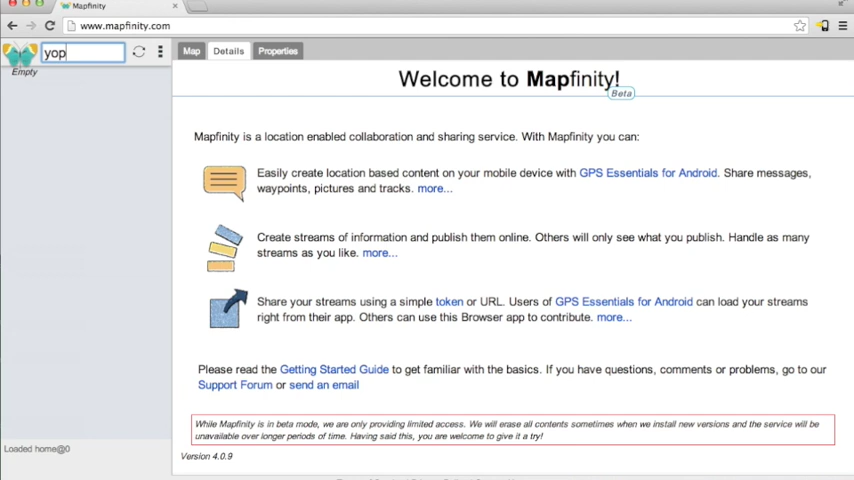 Mapfinity
www.mapfinity.com
yop
Map Details Properties
Empty
Welcome to Mapfinity!
Beta
Mapfinity is a location enabled collaboration and sharing service. With Mapfinity you can:
Easily create location based content on your mobile device with GPS Essentials for Android. Share messages,
waypoints, pictures and tracks. more...
Create streams of information and publish them online. Others will only see what you publish. Handle as many
streams as you like. more...
Share your streams using a simple token or URL. Users of GPS Essentials for Android can load your streams
right from their app. Others can use this Browser app to contribute. more...
Please read the Getting Started Guide to get familiar with the basics. If you have questions, comments or problems, go to our
Support Forum or send an email
While Mapfinity is in beta mode, we are only providing limited access. We will erase all contents sometimes when we install new versions and the service will be
unavailable over longer periods of time. Having said this, you are welcome to give it a try!
Loaded home@0
Version 4.0.9